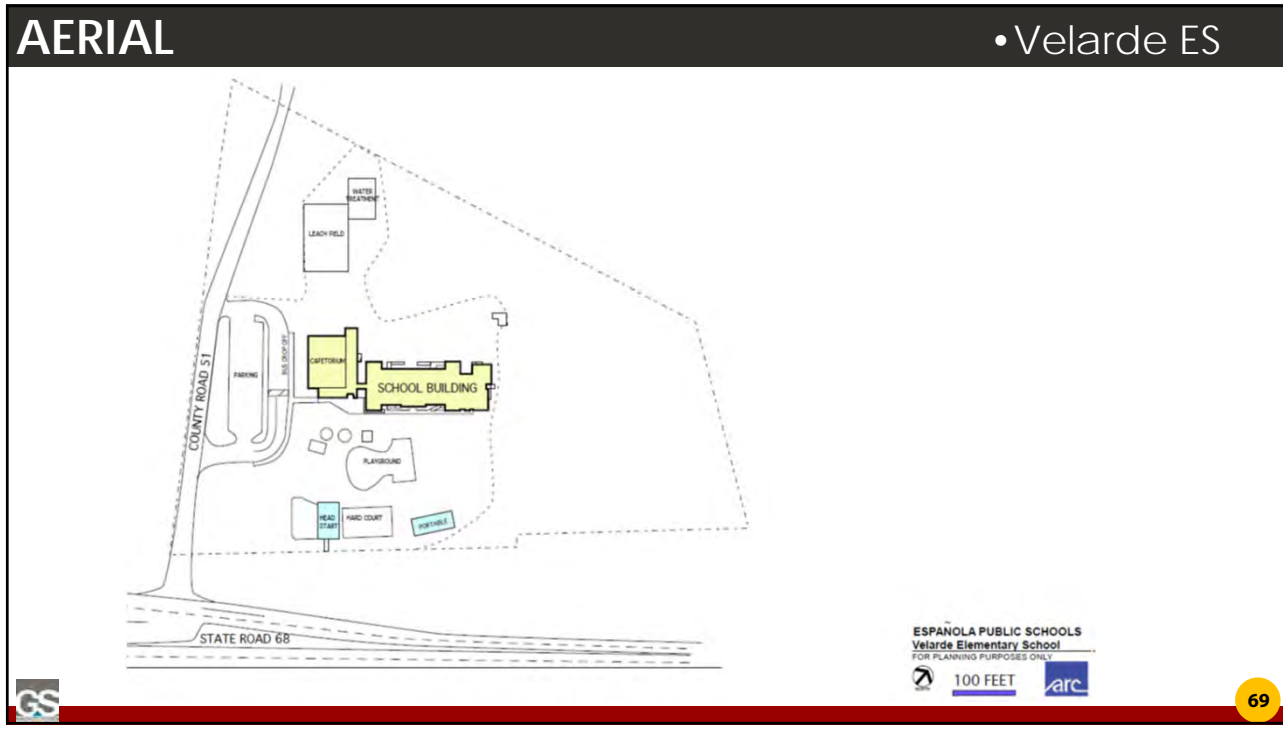 AERIAL
• Velarde ES
WATER
TREATMENT
LEACH FIELD
COUNTY ROAD 51
PARKING
BUS DROP OFF
CAFETORIUM
SCHOOL BUILDING
PLAYGROUND
HEAD
START
HARD COURT
PORTABLE
STATE ROAD 68
ESPAÑOLA PUBLIC SCHOOLS
Velarde Elementary School
FOR PLANNING PURPOSES ONLY
NORTH
100 FEET
arc
GS
69